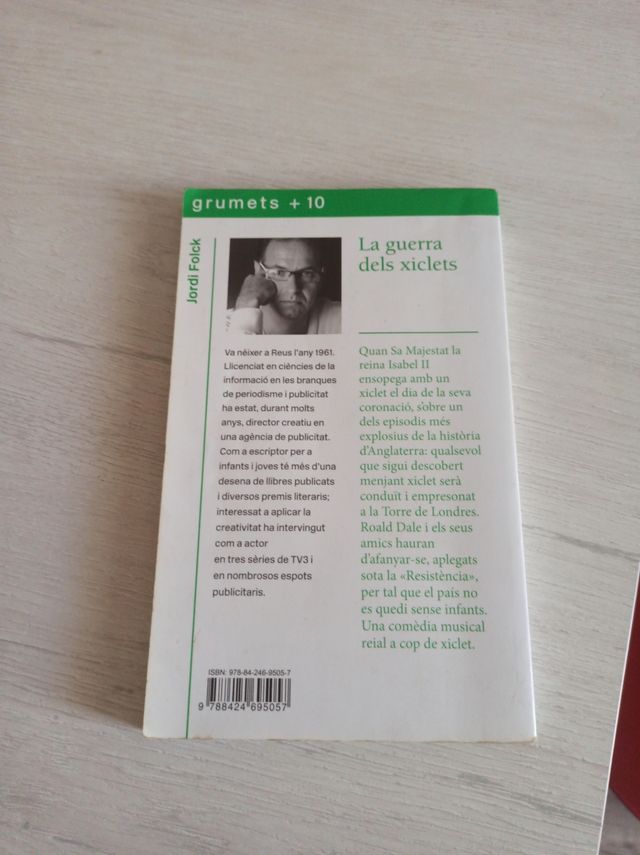 grumets + 10
Jordi Folck
Va néixer a Reus l'any 1961.
Llicenciat en ciències de la
informació en les branques
de periodisme i publicitat
ha estat, durant molts
anys, director creatiu en
una agència de publicitat.
Com a escriptor per a
infants i joves té més d'una
desena de llibres publicats
i diversos premis literaris;
interessat a aplicar la
creativitat ha intervingut
com a actor
en tres sèries de TV3 i
en nombrosos espots
publicitaris.
La guerra
dels xiclets
Quan Sa Majestat la
reina Isabel II
ensopega amb un
xiclet el dia de la seva
coronació, s'obre un
dels episodis més
explosius de la història
d'Anglaterra: qualsevol
que sigui descobert
menjant xiclet serà
conduït i empresonat
a la Torre de Londres.
Roald Dale i els seus
amics hauran
d'afanyar-se, aplegats
sota la «Resistència»,
per tal que el país no
es quedi sense infants.
Una comèdia musical
reial a cop de xiclet.
ISBN: 978-84-246-9505-7
9 788424 695057